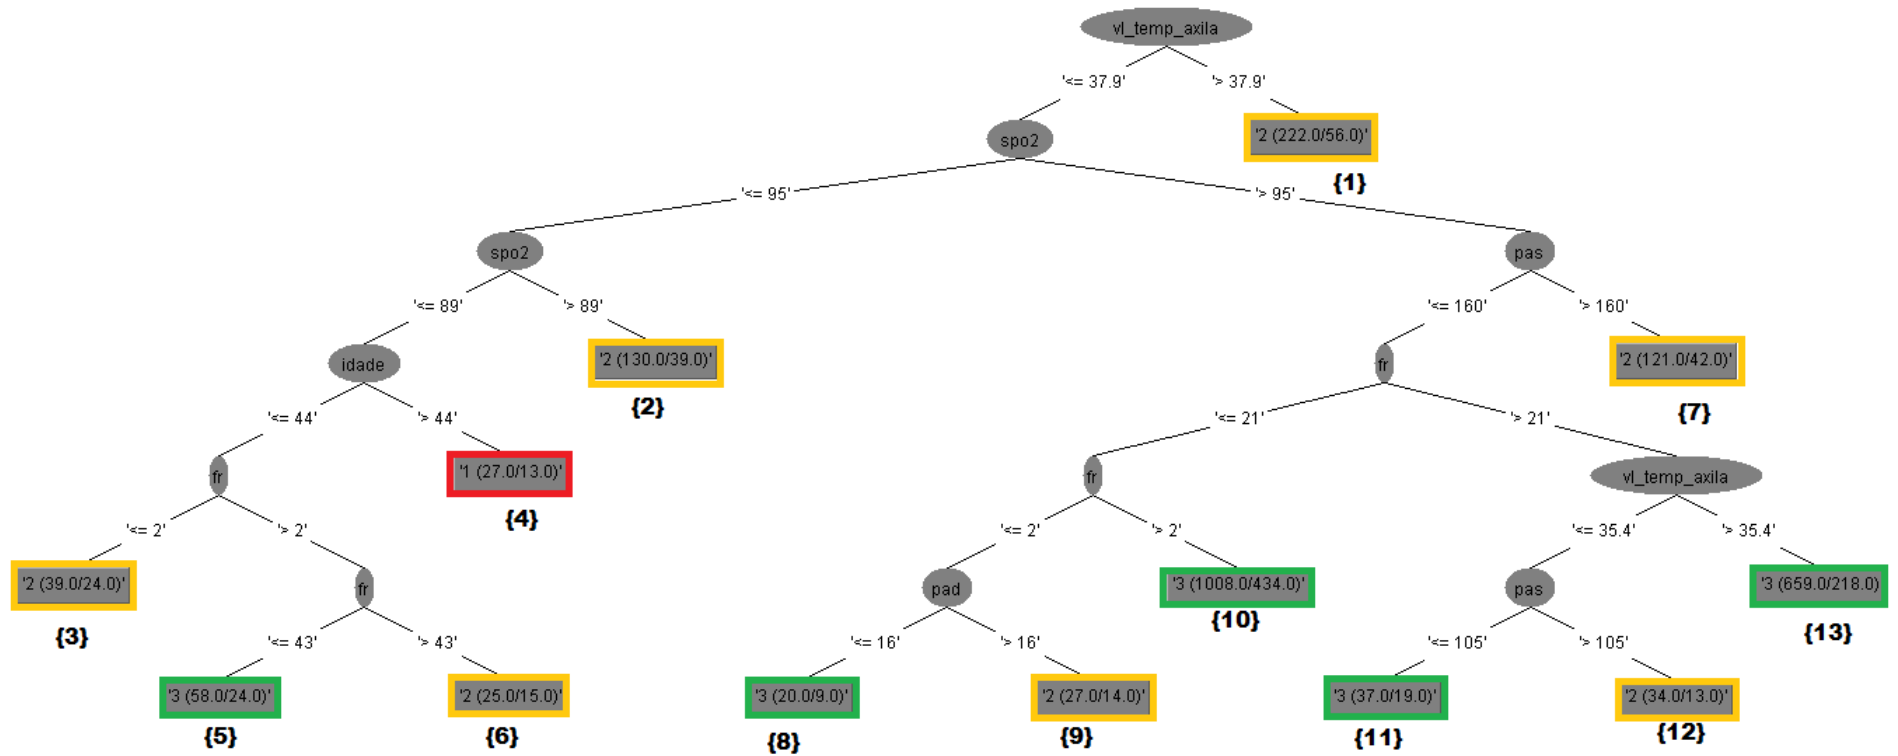 vl_temp_axila
'<= 37.9' '> 37.9'
spo2 '2 (222.0/56.0)'
{1}
'<= 95' '> 95'
spo2 pas
'<= 89' '> 89' '<= 160' '> 160'
idade '2 (130.0/39.0)' fr '2 (121.0/42.0)'
{2} {7}
'<= 44' '> 44' '<= 21' '> 21'
fr '1 (27.0/13.0)' fr vl_temp_axila
{4}
'<= 2' '> 2' '<= 2' '> 2' '<= 35.4' '> 35.4'
'2 (39.0/24.0)' fr pad '3 (1008.0/434.0)' pas '3 (659.0/218.0)
{3} {10} {13}
'<= 43' '> 43' '<= 16' '> 16' '<= 105' '> 105'
'3 (58.0/24.0)' '2 (25.0/15.0)' '3 (20.0/9.0)' '2 (27.0/14.0)' '3 (37.0/19.0)' '2 (34.0/13.0)'
{5} {6} {8} {9} {11} {12}